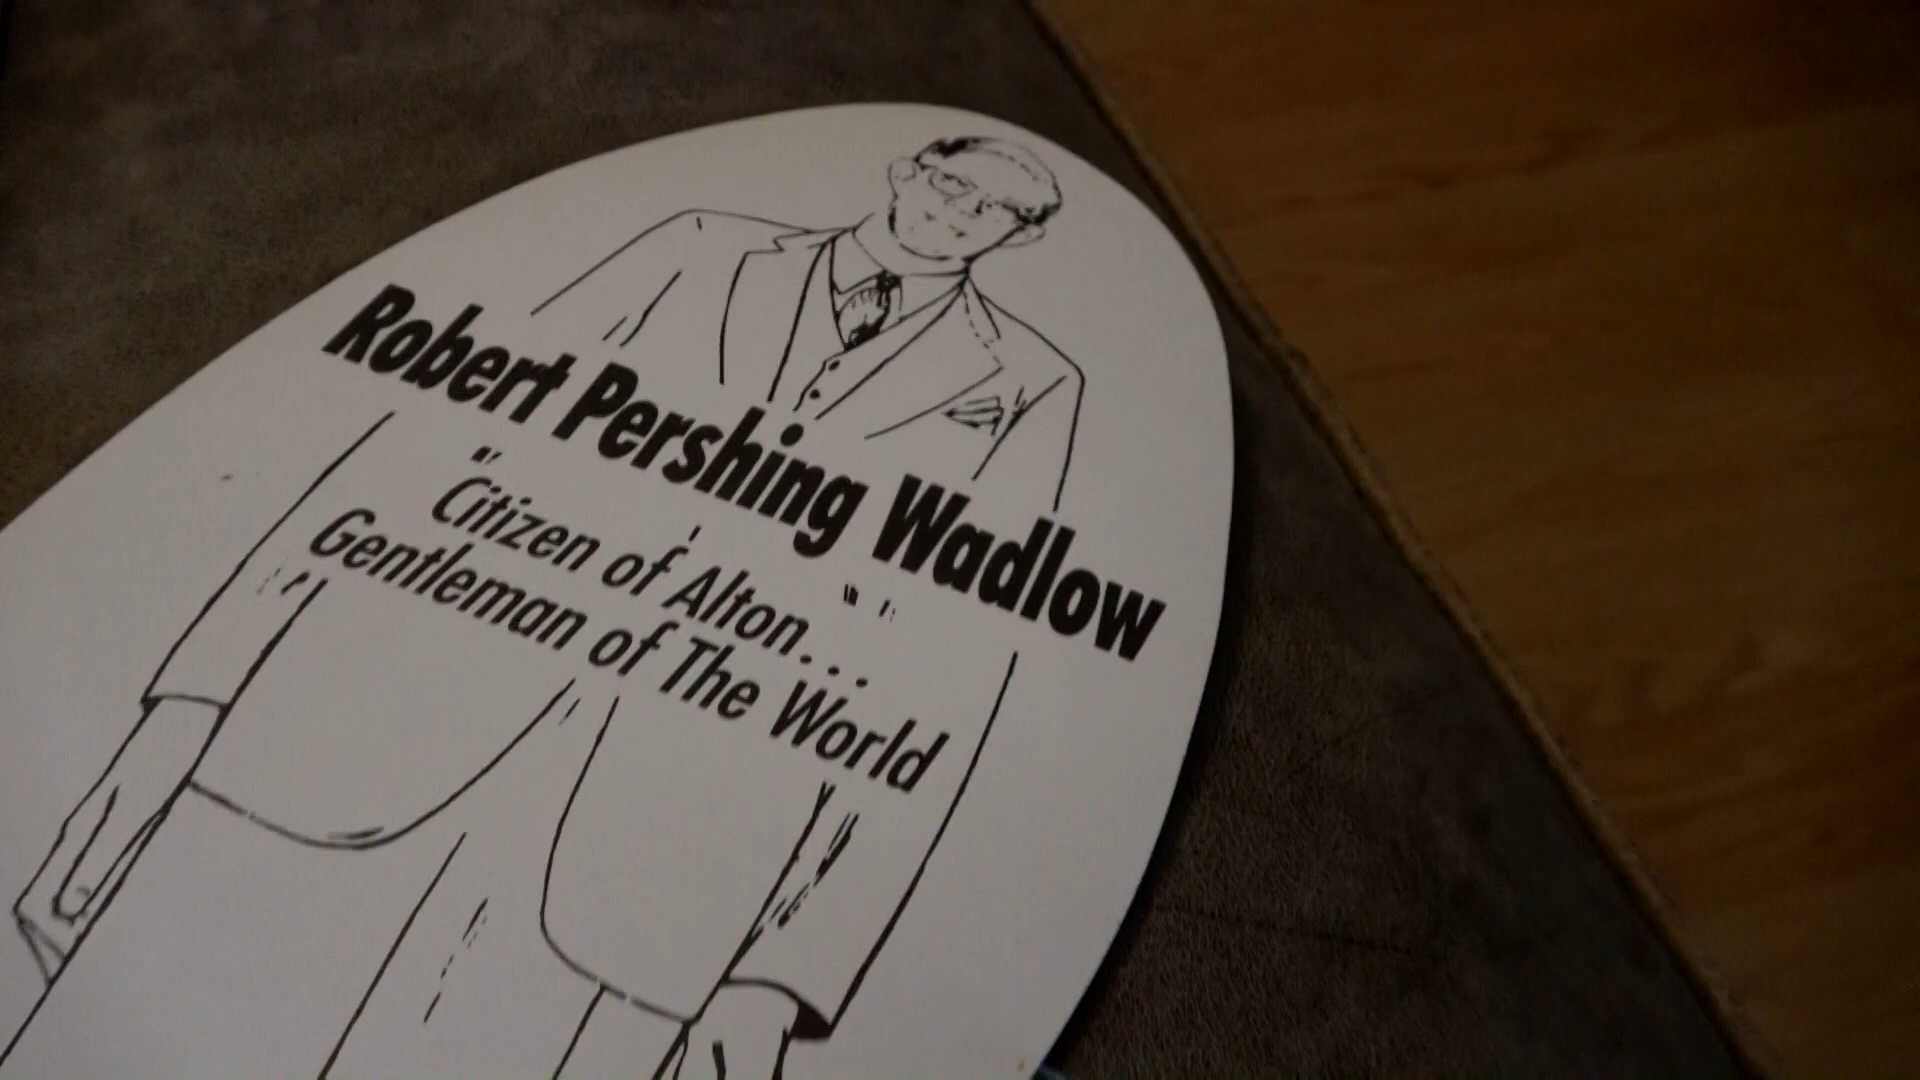 Robert Pershing Wadlow
Citizen of Alton...
Gentleman of The World